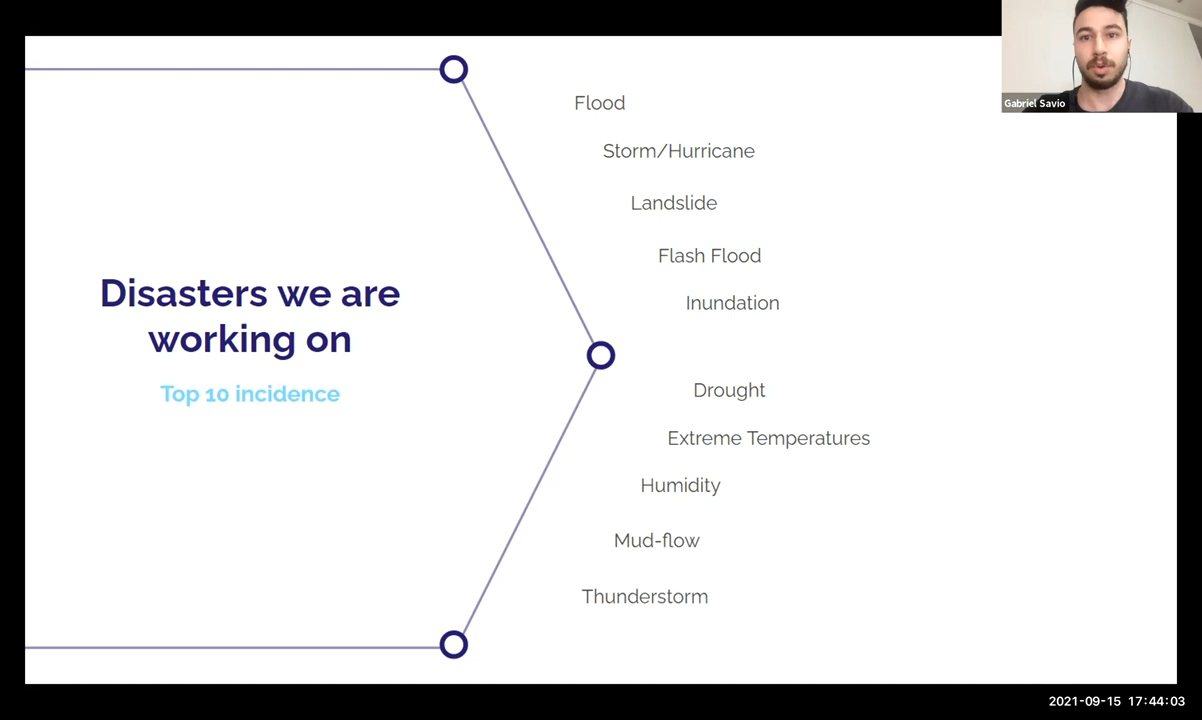 Gabriel Savio
Disasters we are
working on
Top 10 incidence
Flood
Storm/Hurricane
Landslide
Flash Flood
Inundation
Drought
Extreme Temperatures
Humidity
Mud-flow
Thunderstorm
2021-09-15 17:44:03